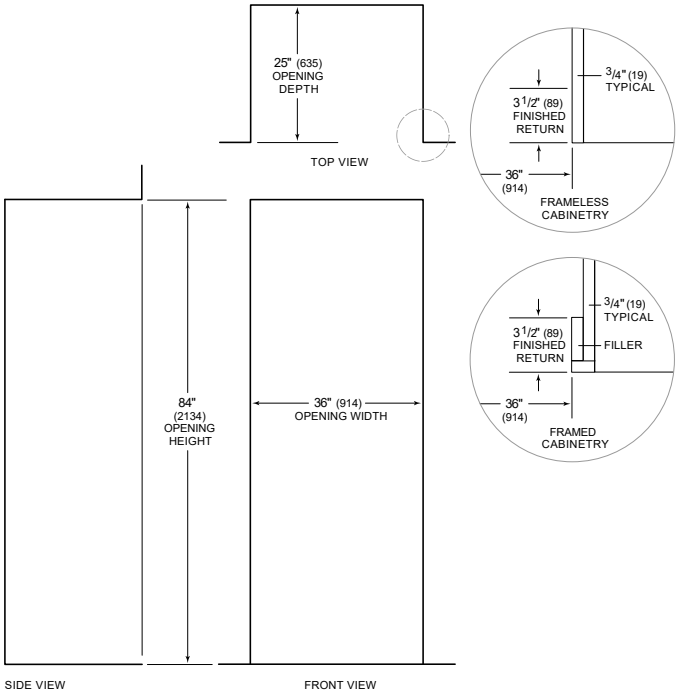 25" (635)
OPENING
DEPTH
TOP VIEW
3/4" (19)
TYPICAL
3 1/2" (89)
FINISHED
RETURN
36"
(914)
FRAMELESS
CABINETRY
3/4" (19)
TYPICAL
3 1/2" (89)
FINISHED
RETURN
FILLER
36"
(914)
FRAMED
CABINETRY
84"
(2134)
OPENING
HEIGHT
36" (914)
OPENING WIDTH
SIDE VIEW
FRONT VIEW